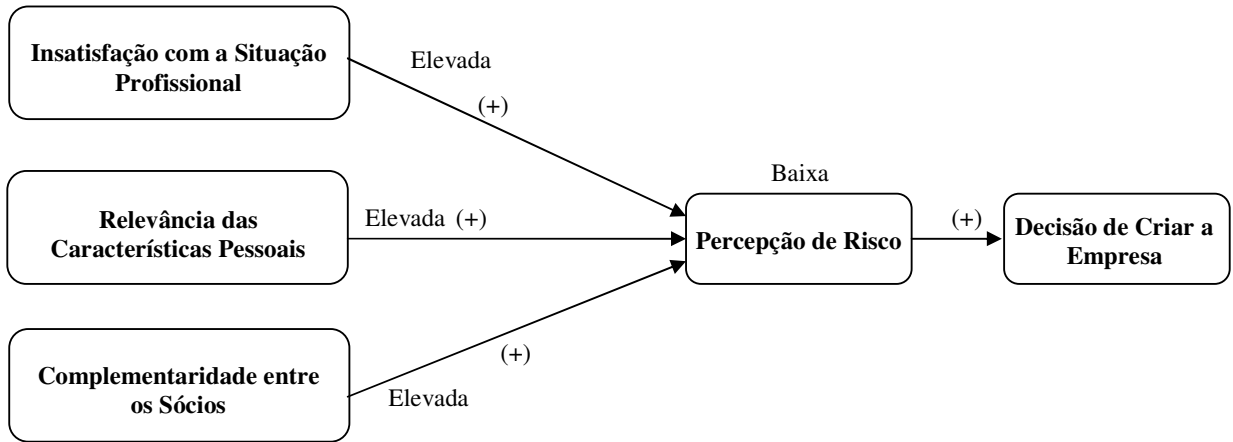 Insatisfação com a Situação
Profissional
Elevada
(+)
Relevância das
Características Pessoais
Elevada (+)
Complementaridade entre
os Sócios
Elevada
(+)
Baixa
Percepção de Risco
(+)
Decisão de Criar a
Empresa